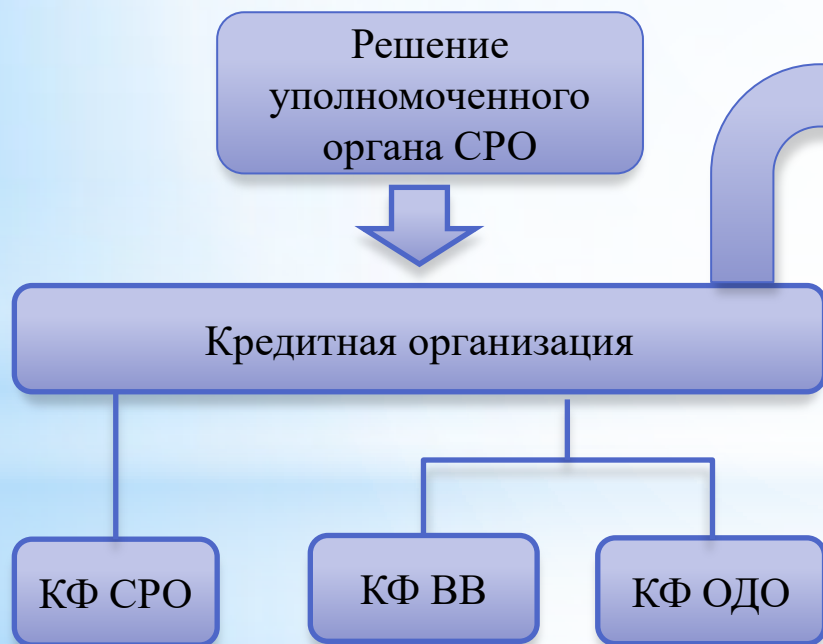 Решение
уполномоченного
органа СРО
Кредитная организация
КФ СРО
КФ ВВ
КФ ОДО